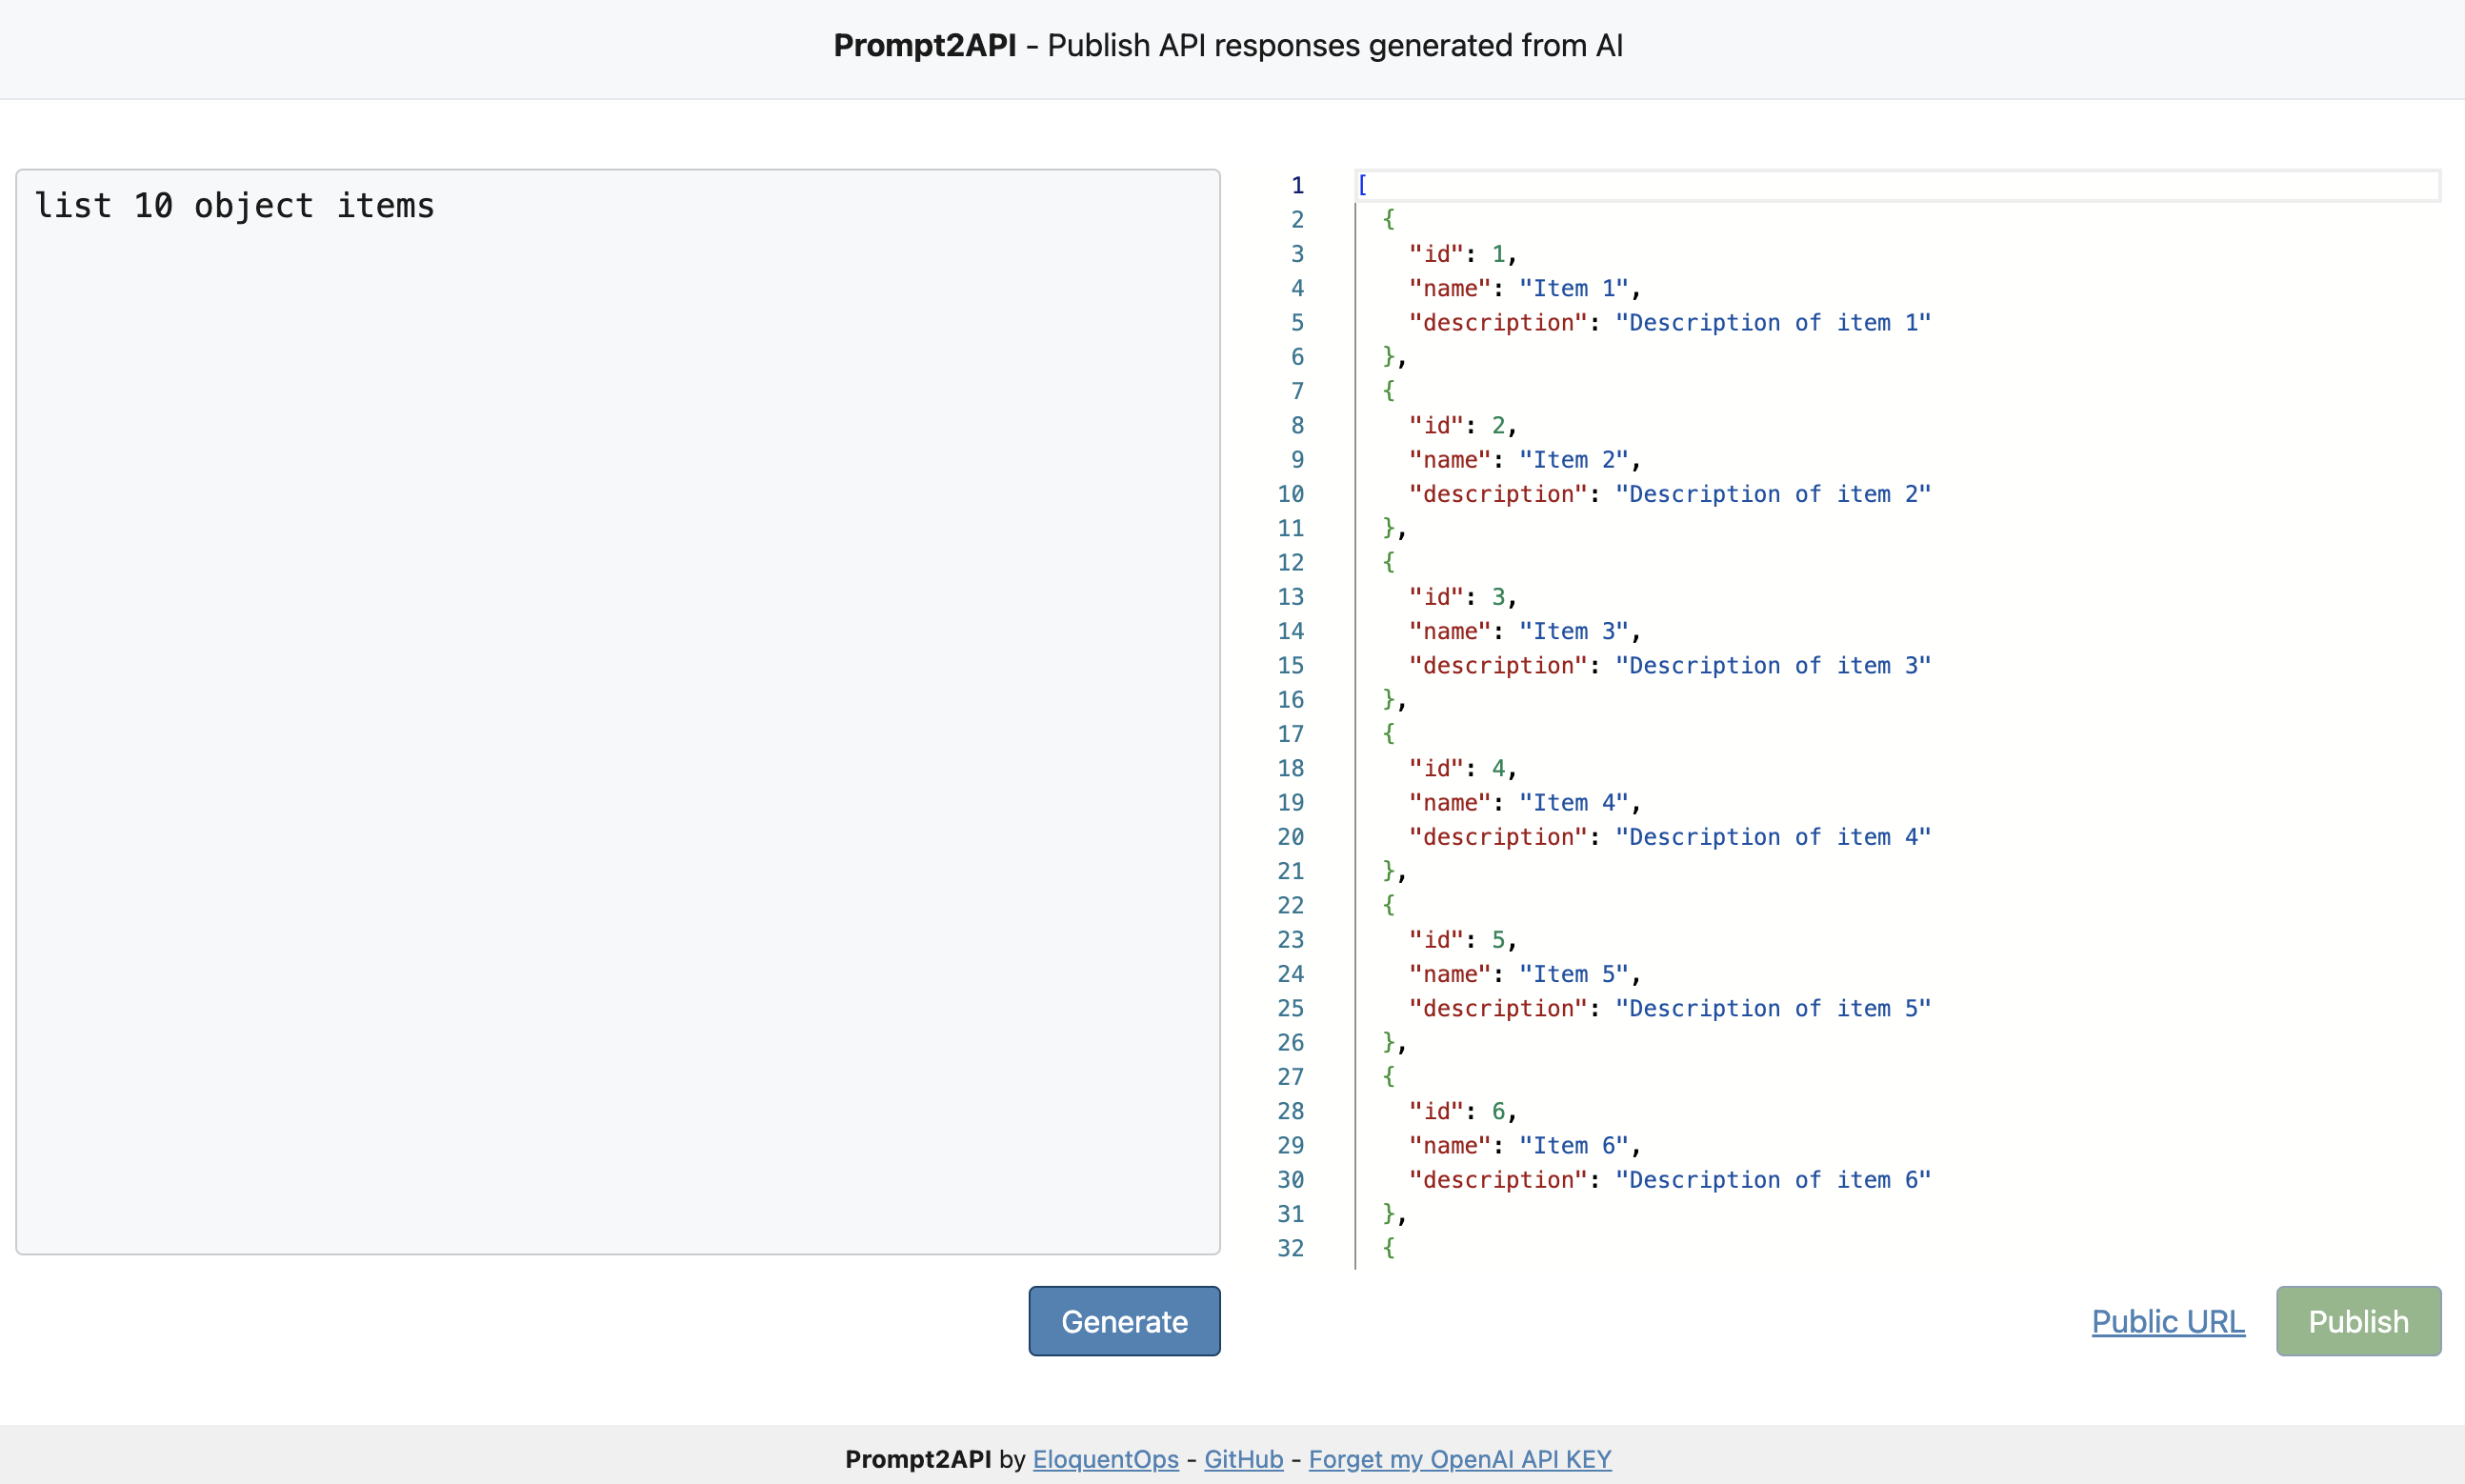 Prompt2API - Publish API responses generated from AI
list 10 object items
1 [
2 {
3 "id": 1,
4 "name": "Item 1",
5 "description": "Description of item 1"
6 },
7 {
8 "id": 2,
9 "name": "Item 2",
10 "description": "Description of item 2"
11 },
12 {
13 "id": 3,
14 "name": "Item 3",
15 "description": "Description of item 3"
16 },
17 {
18 "id": 4,
19 "name": "Item 4",
20 "description": "Description of item 4"
21 },
22 {
23 "id": 5,
24 "name": "Item 5",
25 "description": "Description of item 5"
26 },
27 {
28 "id": 6,
29 "name": "Item 6",
30 "description": "Description of item 6"
31 },
32 {
Generate
Public URL
Publish
Prompt2API by EloquentOps - GitHub - Forget my OpenAI API KEY